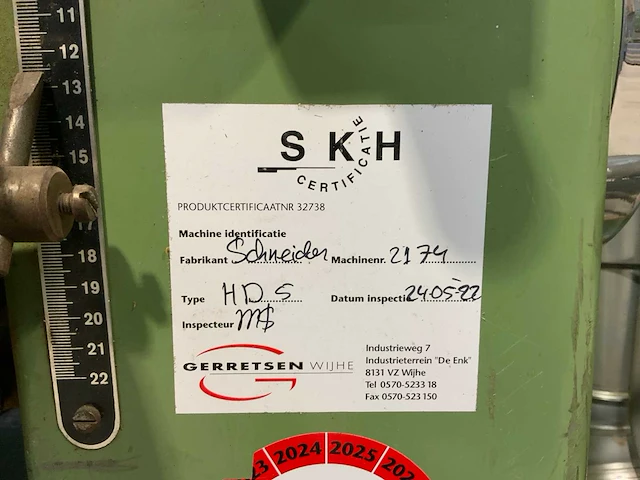 11
12
13
14
15
17
18
19
20
21
22
SKH
CERTIFICATIE
PRODUKTCERTIFICAATNR 32738
Machine identificatie
Fabrikant Schneider Machinenr. 2174
Type HDS Datum inspectie 24-05-22
Inspecteur M$
GERRETSEN WIJHE
Industrieweg 7
Industrieterrein "De Enk"
8131 VZ Wijhe
Tel 0570-5233 18
Fax 0570-523 150
2024 2025